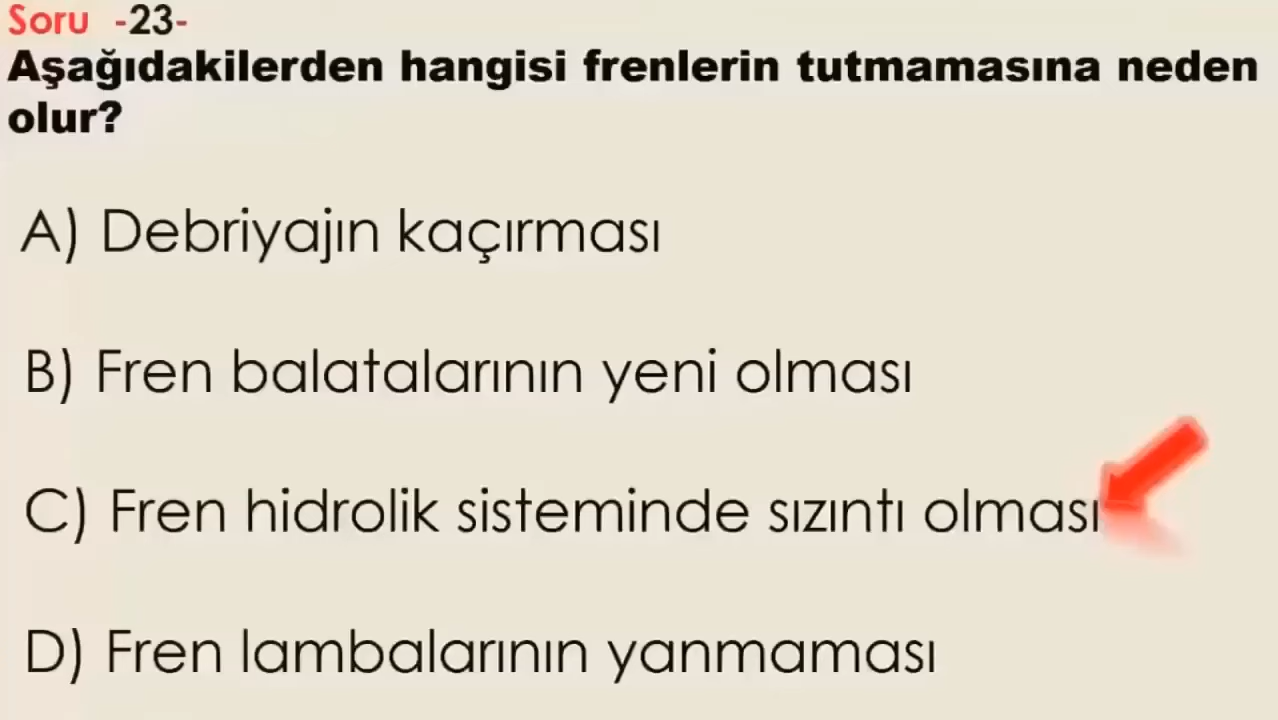 Soru -23-
Aşağıdakilerden hangisi frenlerin tutmamasına neden
olur?
A) Debriyajın kaçırması
B) Fren balatalarının yeni olması
C) Fren hidrolik sisteminde sızıntı olması
D) Fren lambalarının yanmaması